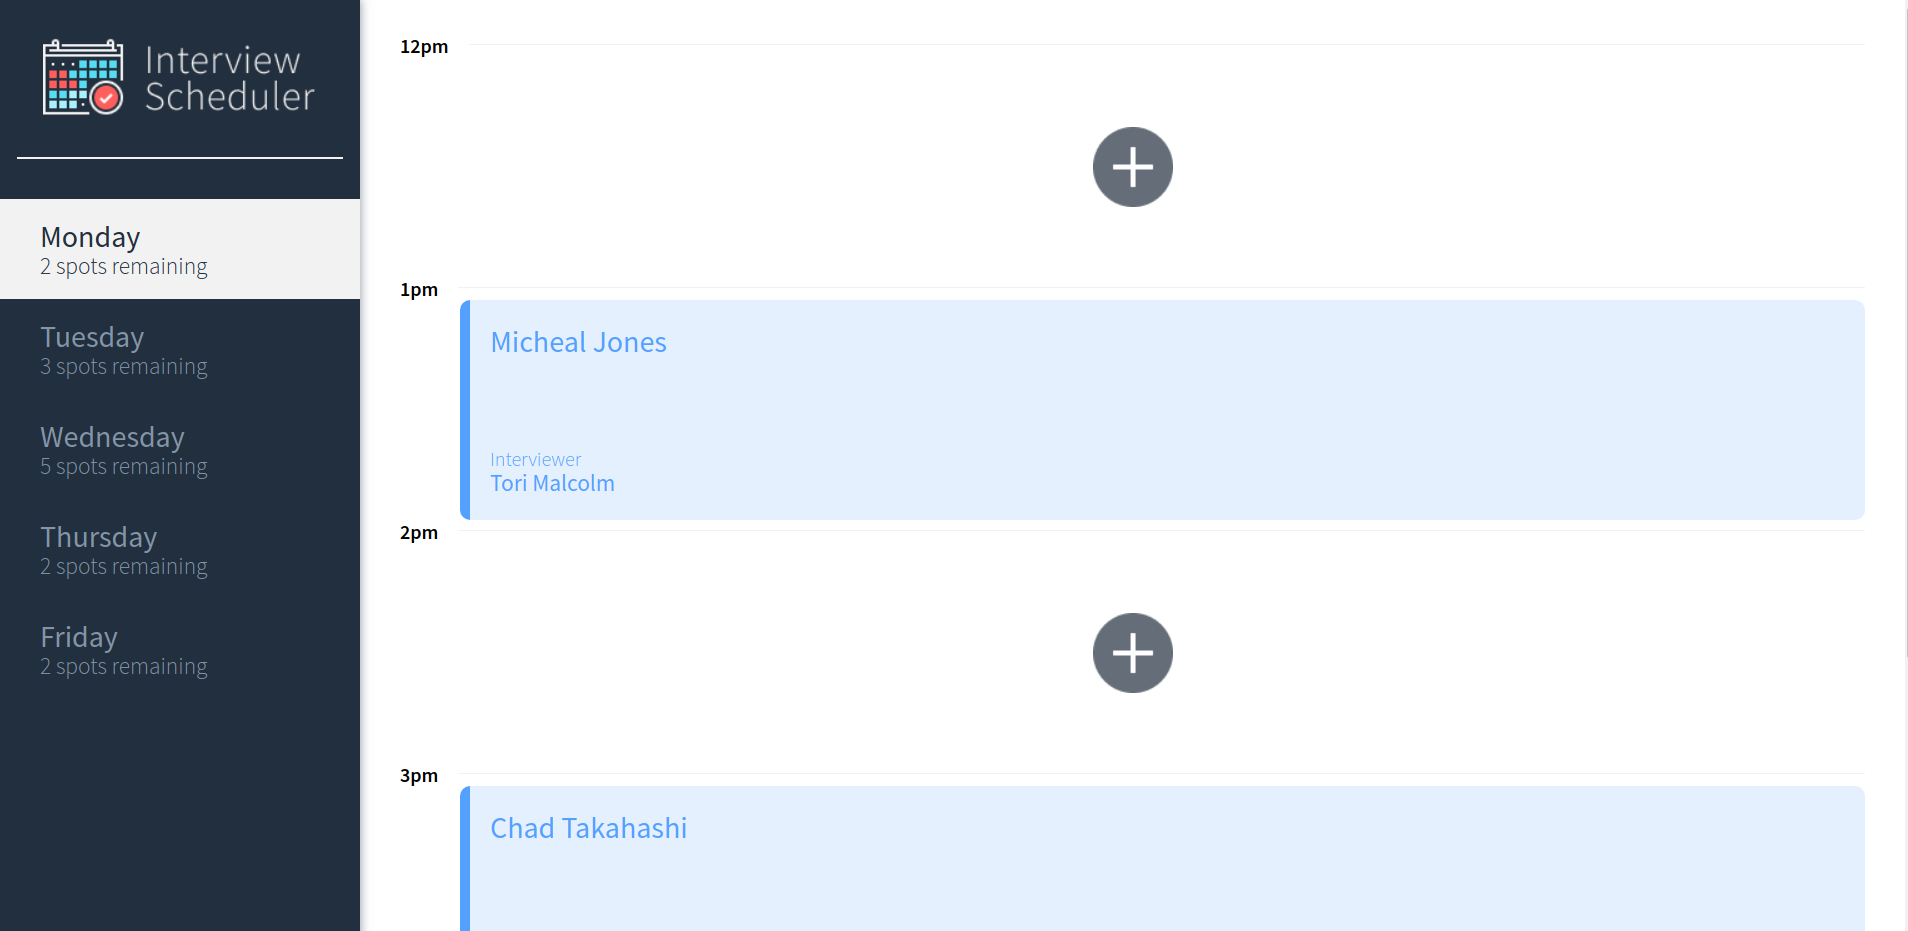 Interview
Scheduler
Monday
2 spots remaining
Tuesday
3 spots remaining
Wednesday
5 spots remaining
Thursday
2 spots remaining
Friday
2 spots remaining
12pm
1pm
Micheal Jones
Interviewer
Tori Malcolm
2pm
3pm
Chad Takahashi